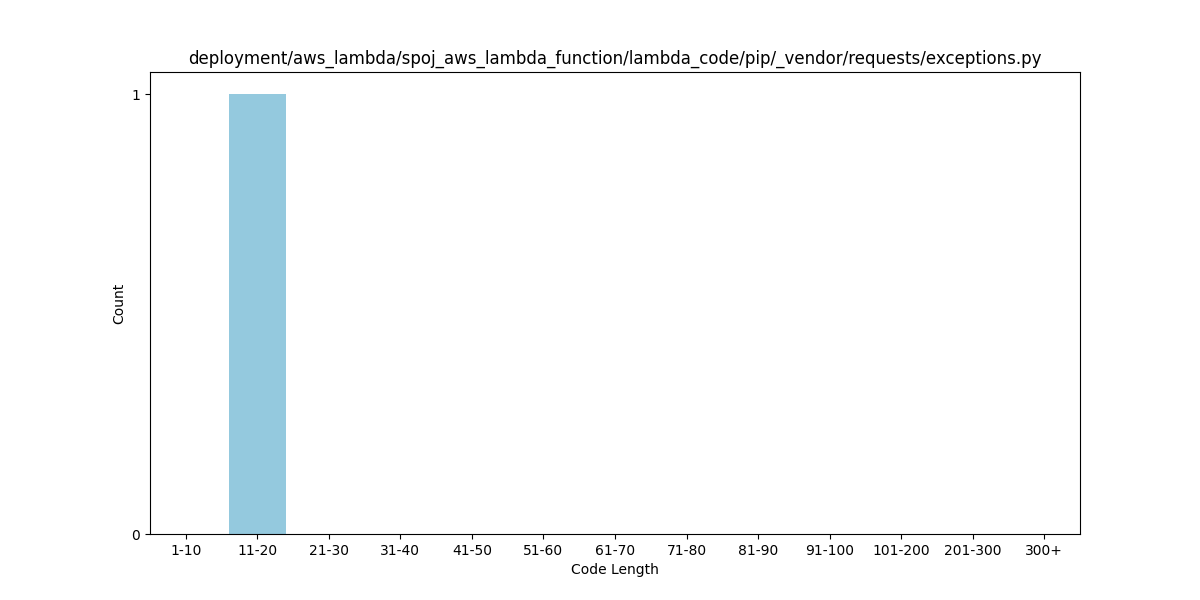 deployment/aws_lambda/spoj_aws_lambda_function/lambda_code/pip/_vendor/requests/exceptions.py
1
Count
0
1-10 11-20 21-30 31-40 41-50 51-60 61-70 71-80 81-90 91-100 101-200 201-300 300+
Code Length